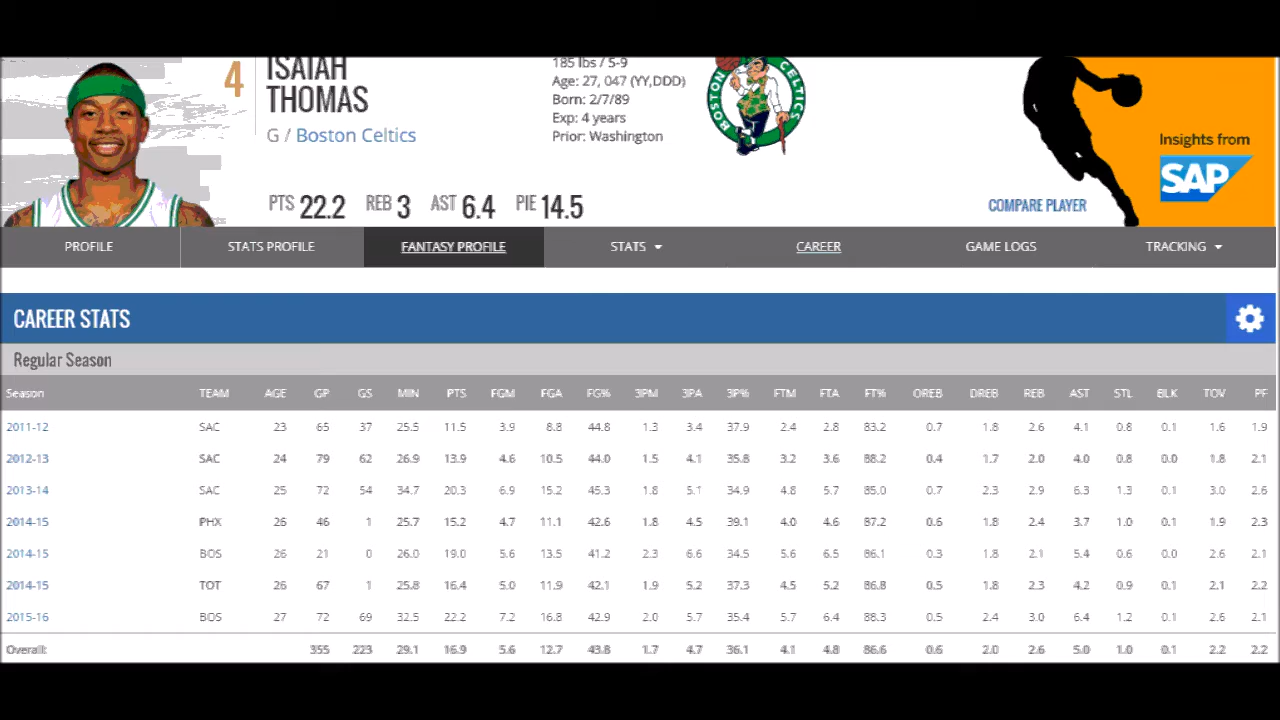 4
ISAIAH
THOMAS
G / Boston Celtics
185 lbs / 5-9
Age: 27, 047 (YY,DDD)
Born: 2/7/89
Exp: 4 years
Prior: Washington
BOSTON CELTICS
PTS 22.2 REB 3 AST 6.4 PIE 14.5
Insights from
SAP
COMPARE PLAYER
PROFILE STATS PROFILE FANTASY PROFILE STATS CAREER GAME LOGS TRACKING
CAREER STATS
Regular Season
Season TEAM AGE GP GS MIN PTS FGM FGA FG% 3PM 3PA 3P% FTM FTA FT% OREB DREB REB AST STL BLK TOV PF
2011-12 SAC 23 65 37 25.5 11.5 3.9 8.8 44.8 1.3 3.4 37.9 2.4 2.8 83.2 0.7 1.8 2.6 4.1 0.8 0.1 1.6 1.9
2012-13 SAC 24 79 62 26.9 13.9 4.6 10.5 44.0 1.5 4.1 35.8 3.2 3.6 88.2 0.4 1.7 2.0 4.0 0.8 0.0 1.8 2.1
2013-14 SAC 25 72 54 34.7 20.3 6.9 15.2 45.3 1.8 5.1 34.9 4.8 5.7 85.0 0.7 2.3 2.9 6.3 1.3 0.1 3.0 2.6
2014-15 PHX 26 46 1 25.7 15.2 4.7 11.1 42.6 1.8 4.5 39.1 4.0 4.6 87.2 0.6 1.8 2.4 3.7 1.0 0.1 1.9 2.3
2014-15 BOS 26 21 0 26.0 19.0 5.6 13.5 41.2 2.3 6.6 34.5 5.6 6.5 86.1 0.3 1.8 2.1 5.4 0.6 0.0 2.6 2.1
2014-15 TOT 26 67 1 25.8 16.4 5.0 11.9 42.1 1.9 5.2 37.3 4.5 5.2 86.8 0.5 1.8 2.3 4.2 0.9 0.1 2.1 2.2
2015-16 BOS 27 72 69 32.5 22.2 7.2 16.8 42.9 2.0 5.7 35.4 5.7 6.4 88.3 0.5 2.4 3.0 6.4 1.2 0.1 2.6 2.1
Overall: 355 223 29.1 16.9 5.6 12.7 43.8 1.7 4.7 36.1 4.1 4.8 86.6 0.6 2.0 2.6 5.0 1.0 0.1 2.2 2.2